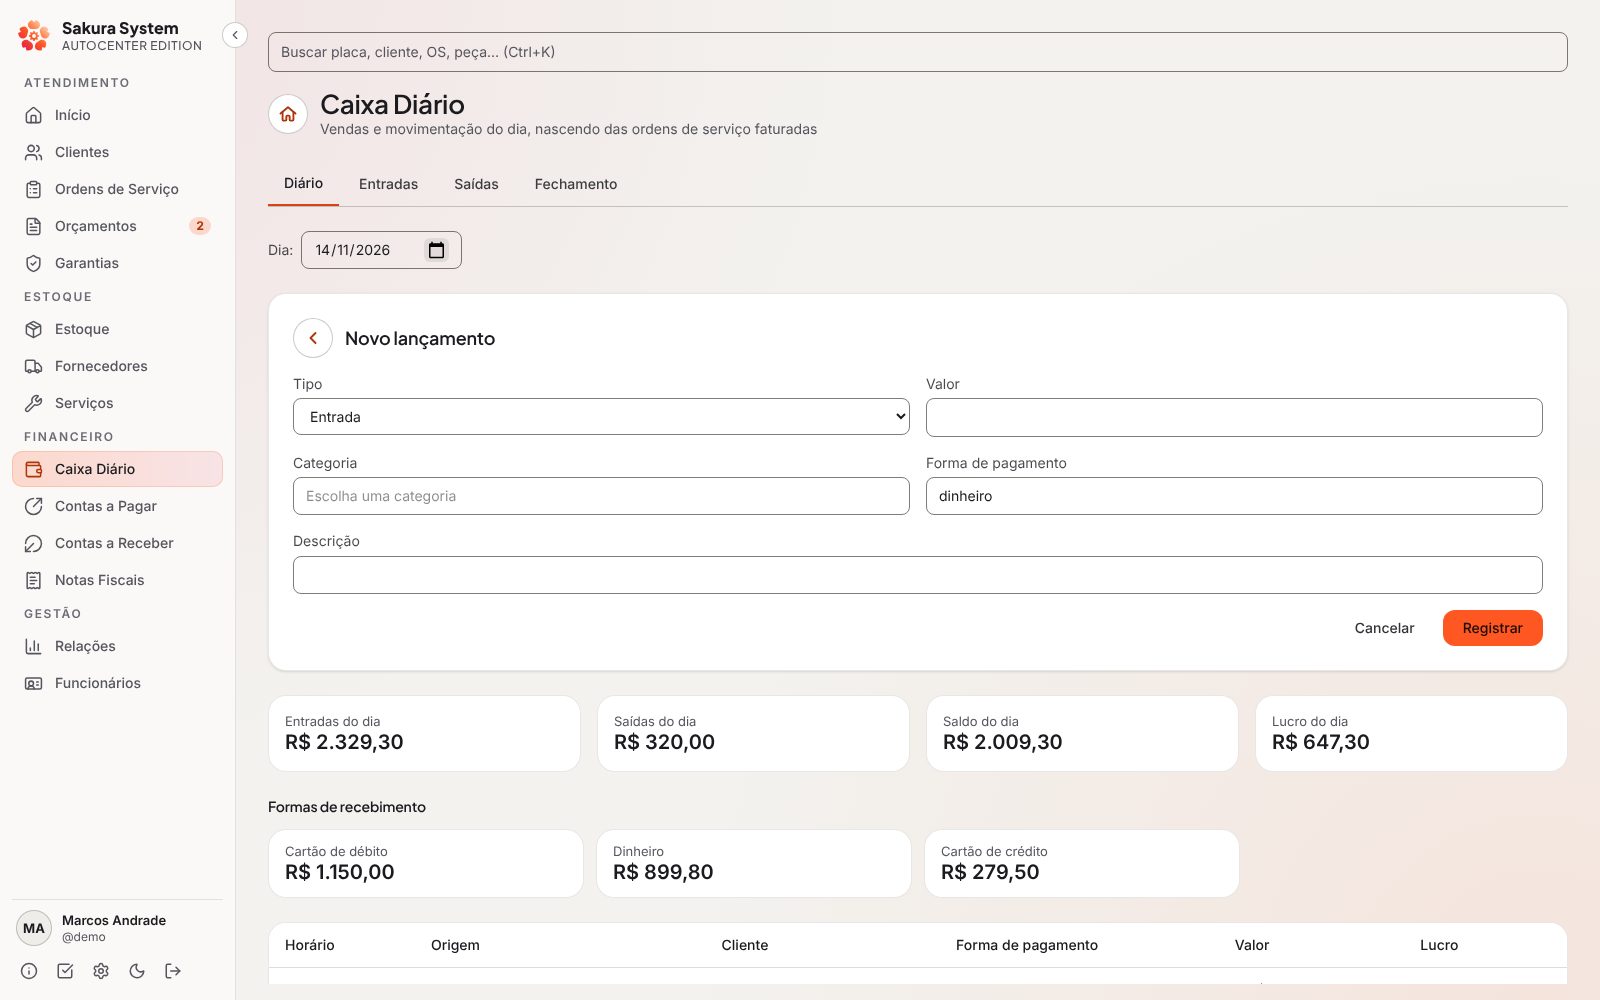 Sakura System
AUTOCENTER EDITION
ATENDIMENTO
Início
Clientes
Ordens de Serviço
Orçamentos 2
Garantias
ESTOQUE
Estoque
Fornecedores
Serviços
FINANCEIRO
Caixa Diário
Contas a Pagar
Contas a Receber
Notas Fiscais
GESTÃO
Relações
Funcionários
MA
Marcos Andrade
@demo
Buscar placa, cliente, OS, peça... (Ctrl+K)
Caixa Diário
Vendas e movimentação do dia, nascendo das ordens de serviço faturadas
Diário Entradas Saídas Fechamento
Dia: 14/11/2026
Novo lançamento
Tipo Valor
Entrada
Categoria Forma de pagamento
Escolha uma categoria dinheiro
Descrição
Cancelar Registrar
Entradas do dia Saídas do dia Saldo do dia Lucro do dia
R$ 2.329,30 R$ 320,00 R$ 2.009,30 R$ 647,30
Formas de recebimento
Cartão de débito Dinheiro Cartão de crédito
R$ 1.150,00 R$ 899,80 R$ 279,50
Horário Origem Cliente Forma de pagamento Valor Lucro